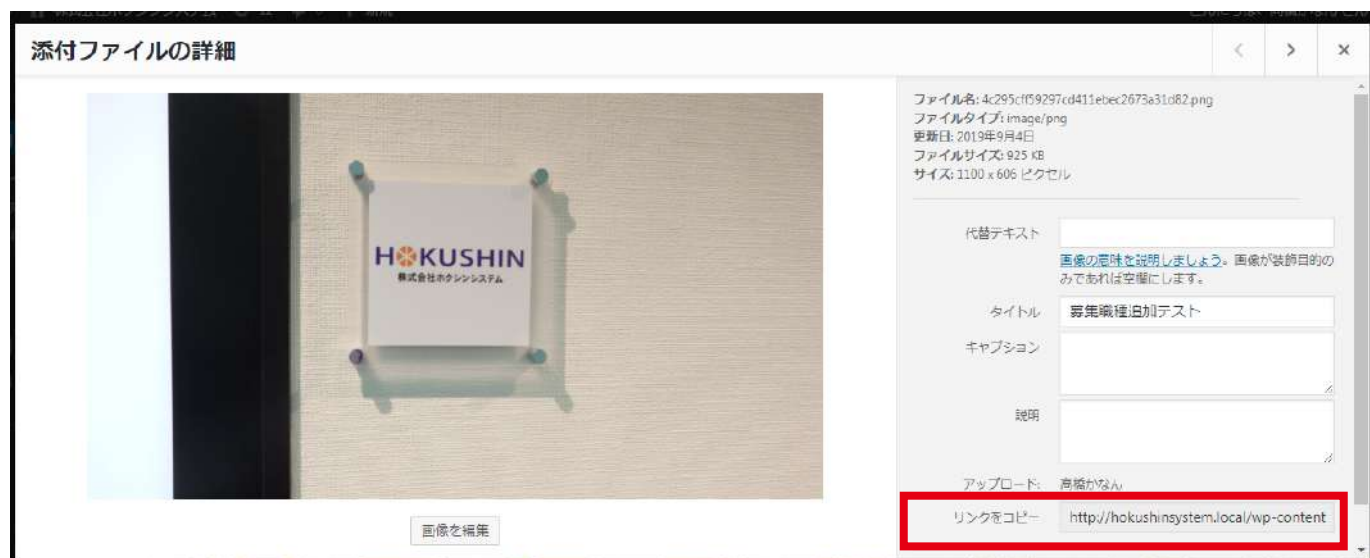 添付ファイルの詳細
HOKUSHIN
株式会社ホクシンシステム
画像を編集
ファイル名: 4c295cff59297cd411ebec2673a31d82.png
ファイルタイプ: image/png
更新日: 2019年9月4日
ファイルサイズ: 925 KB
サイズ: 1100 x 606 ピクセル
代替テキスト
画像の意味を説明しましょう。画像が装飾目的の
みであれば空欄にします。
タイトル 募集職種追加テスト
キャプション
説明
アップロード: 高橋かなん
リンクをコピー http://hokushinsystem.local/wp-content